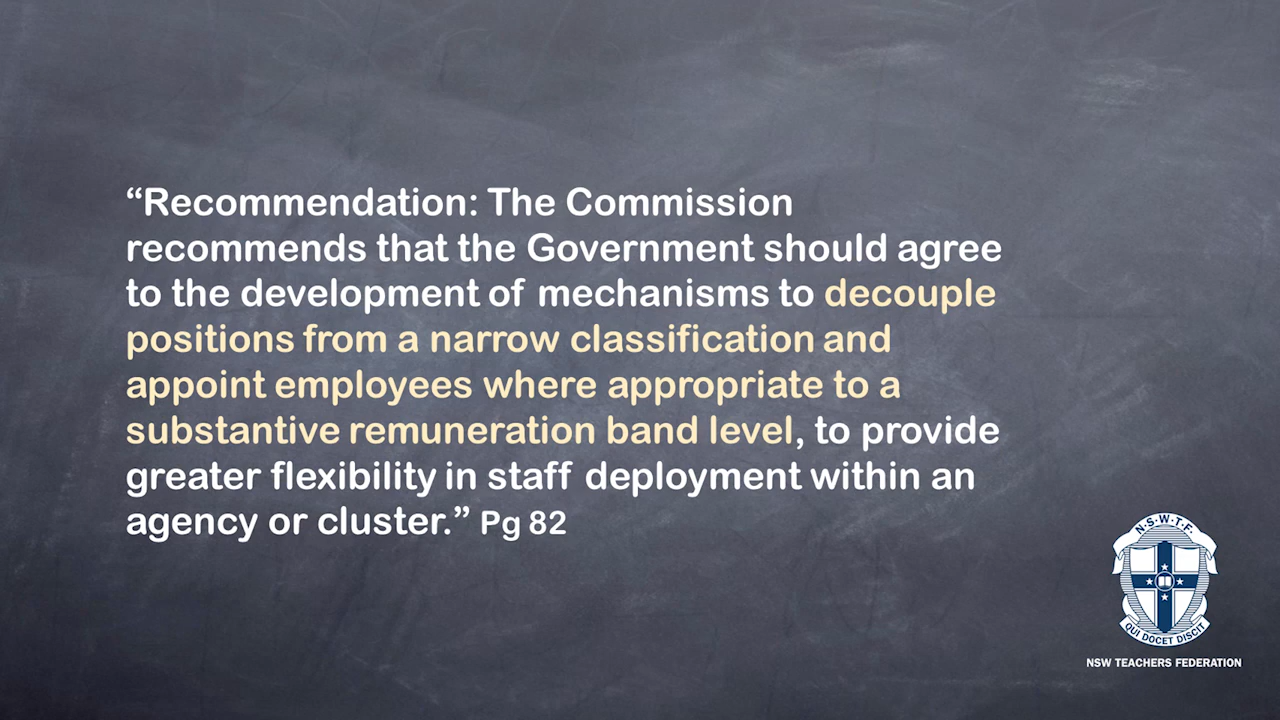 “Recommendation: The Commission
recommends that the Government should agree
to the development of mechanisms to decouple
positions from a narrow classification and
appoint employees where appropriate to a
substantive remuneration band level, to provide
greater flexibility in staff deployment within an
agency or cluster.” Pg 82
N·S·W·T·F·
QUI DOCET DISCIT
NSW TEACHERS FEDERATION